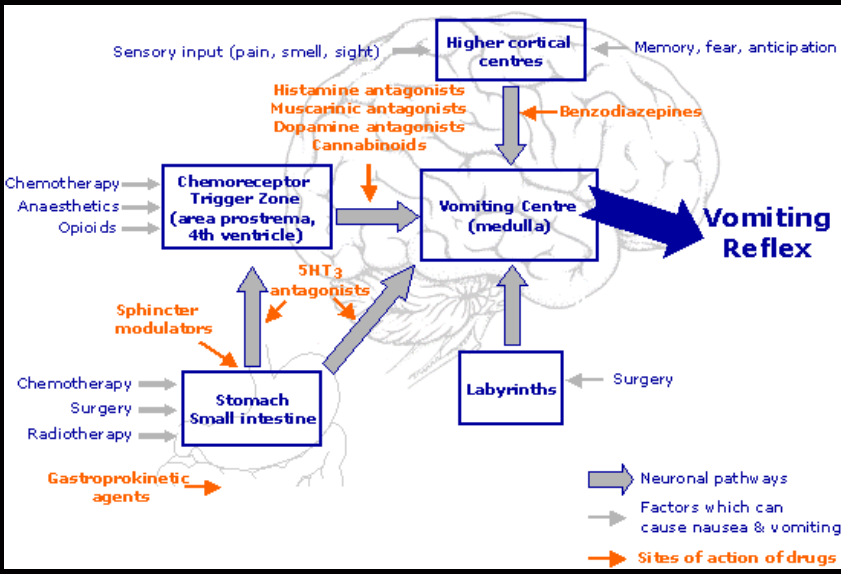 Sensory input (pain, smell, sight)
Higher cortical
centres
Memory, fear, anticipation
Histamine antagonists
Muscarinic antagonists
Dopamine antagonists
Cannabinoids
Benzodiazepines
Chemotherapy
Anaesthetics
Opioids
Chemoreceptor
Trigger Zone
(area prostrema,
4th ventricle)
Vomiting Centre
(medulla)
Vomiting
Reflex
5HT3
antagonists
Sphincter
modulators
Chemotherapy
Surgery
Radiotherapy
Stomach
Small intestine
Labyrinths
Surgery
Gastroprokinetic
agents
Neuronal pathways
Factors which can
cause nausea & vomiting
Sites of action of drugs